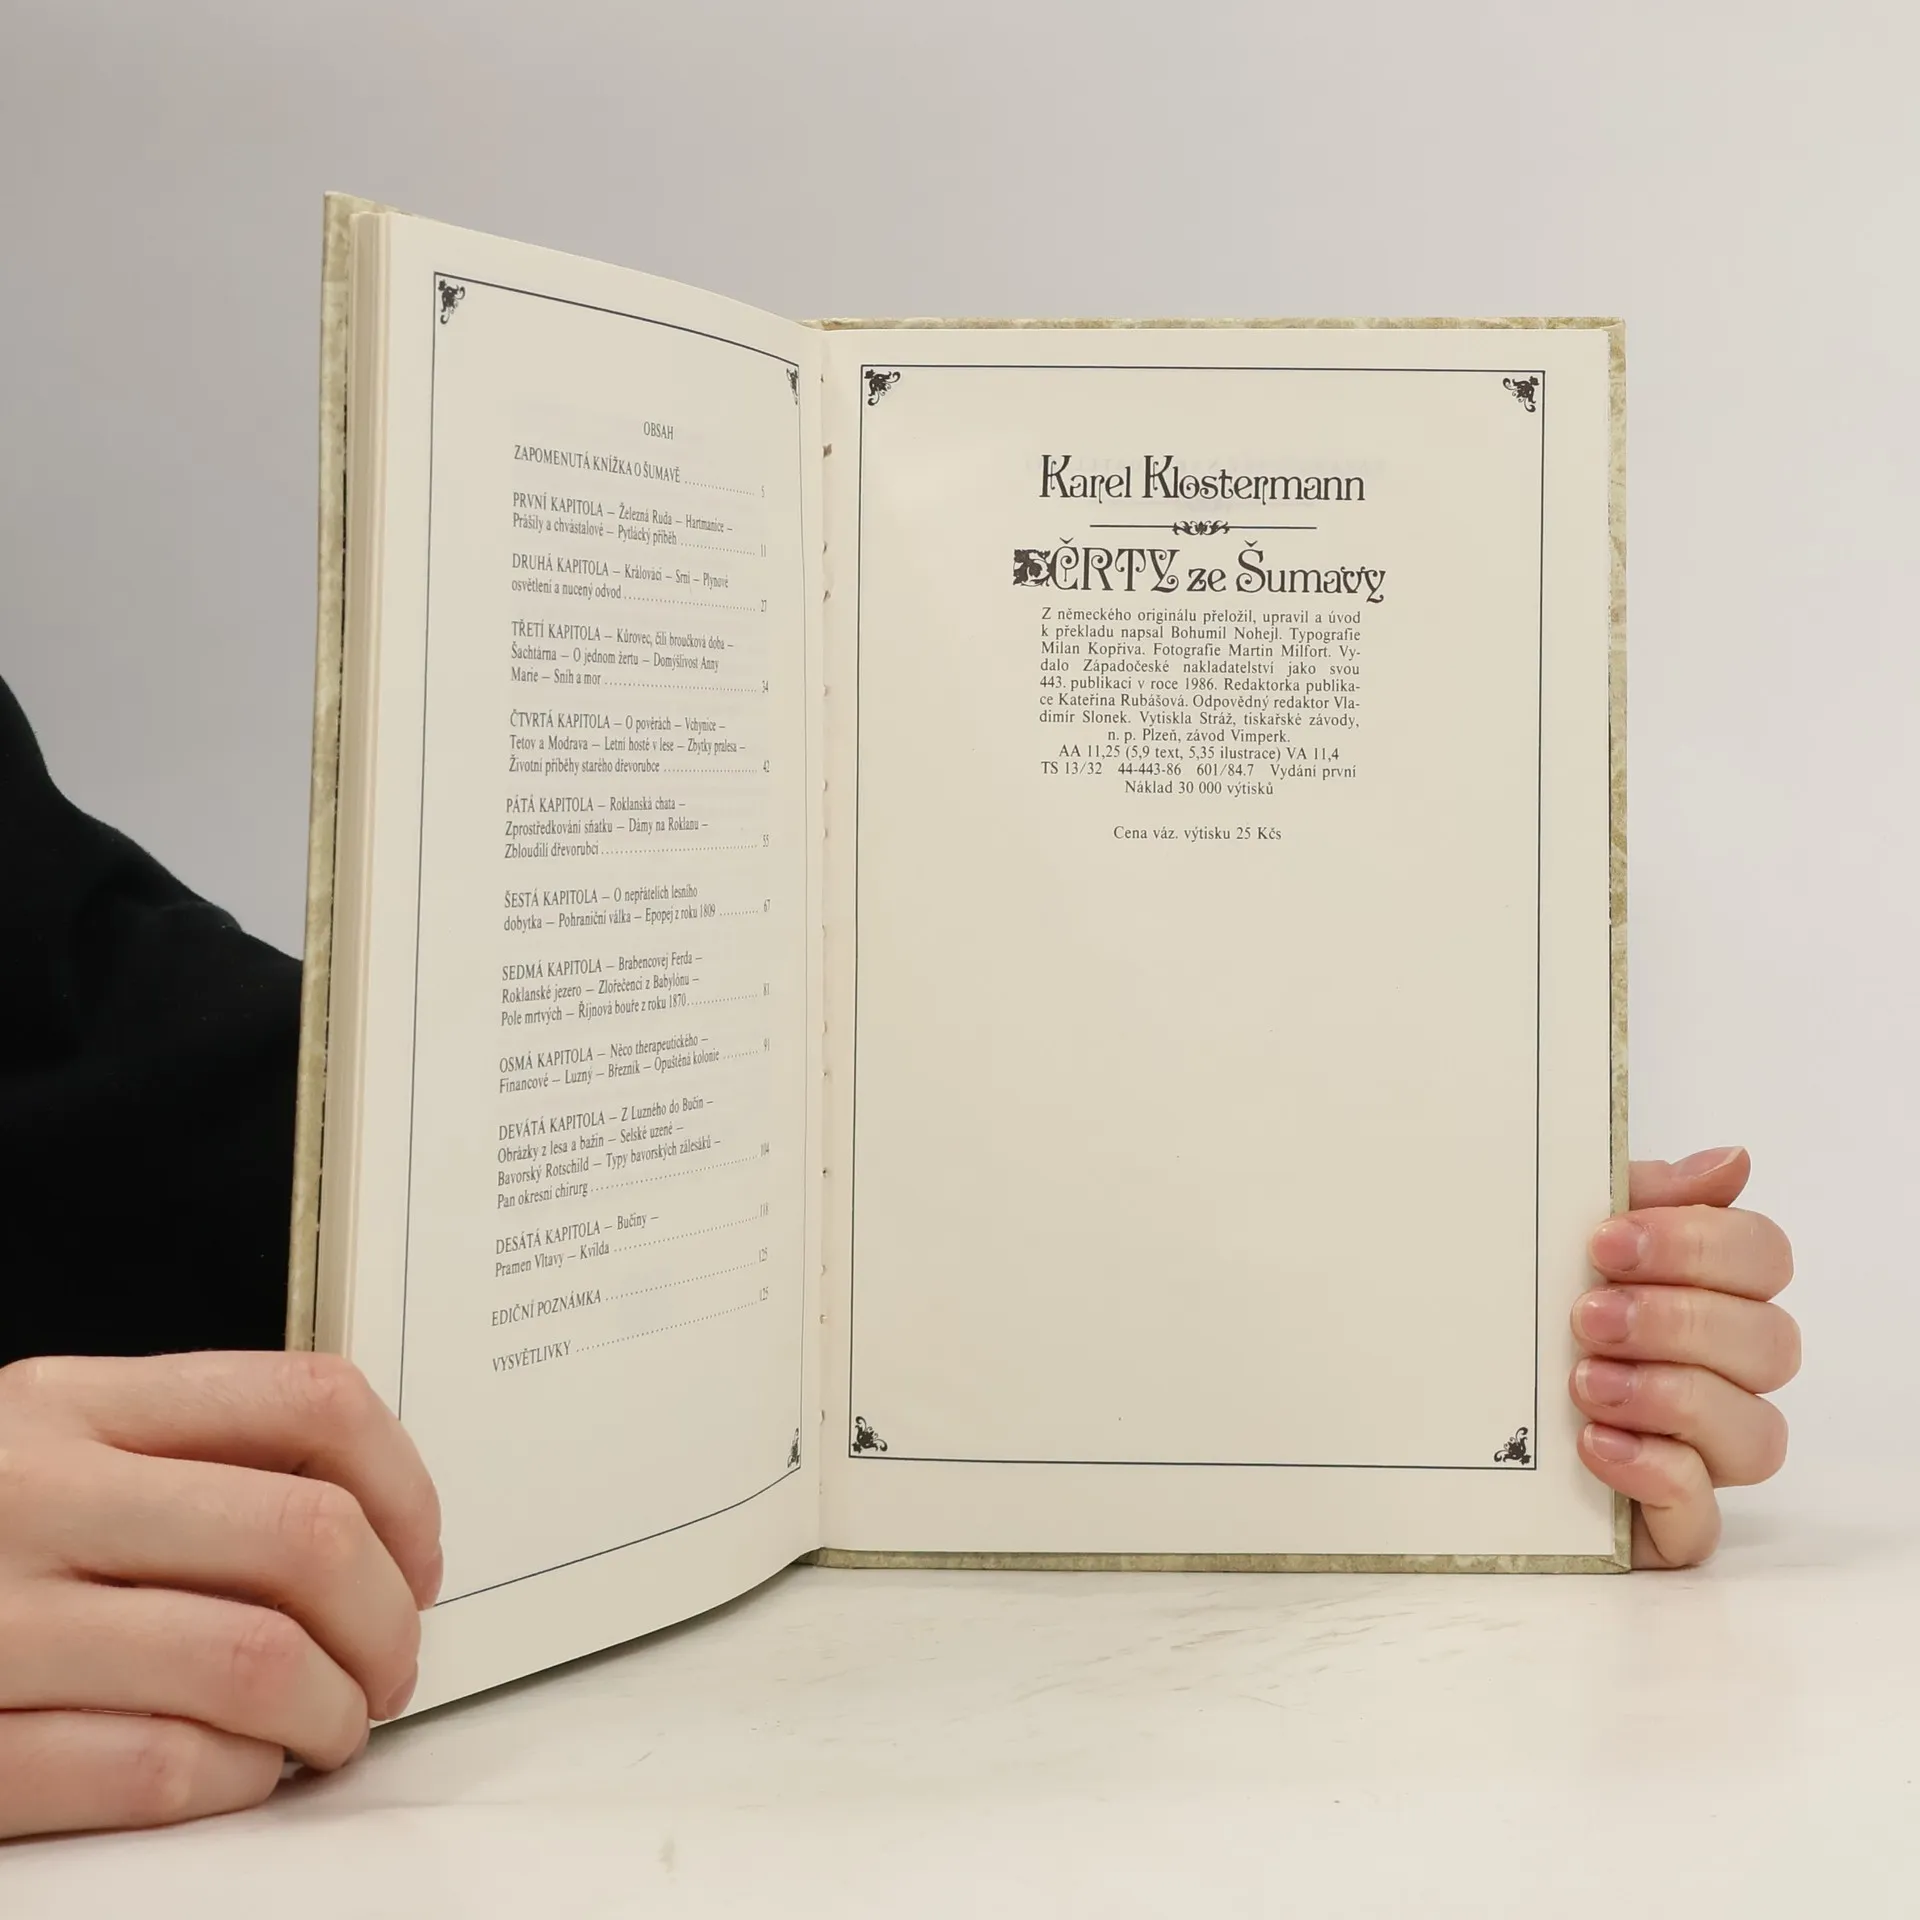 OBSAH
ZAPOMENUTÁ KNÍŽKA O ŠUMAVĚ .................. 5
PRVNÍ KAPITOLA – Železná Ruda – Hartmanice –
Prášily a chvástalové – Pytlácký příběh .................. 11
DRUHÁ KAPITOLA – Králováci – Srní – Plynové
osvětlení a nucený odvod .................. 27
TŘETÍ KAPITOLA – Kůrovec, čili broučková doba –
Šachtárna – O jednom žertu – Domýšlivost Anny
Marie – Sníh a mor .................. 34
ČTVRTÁ KAPITOLA – O pověrách – Vchynice –
Tetov a Modrava – Letní hosté v lese – Zbytky pralesa –
Životní příběhy starého dřevorubce .................. 42
PÁTÁ KAPITOLA – Roklanská chata –
Zprostředkování sňatku – Dámy na Roklanu –
Zbloudilí dřevorubci .................. 55
ŠESTÁ KAPITOLA – O nepřátelích lesního
dobytka – Pohraniční válka – Epopej z roku 1809 .......... 67
SEDMÁ KAPITOLA – Brabencovej Ferda –
Roklanské jezero – Zlořečenci z Babylónu –
Pole mrtvých – Říjnová bouře z roku 1870 .................. 81
OSMÁ KAPITOLA – Něco therapeutického –
Financové – Luzný – Březník – Opuštěná kolonie ......... 91
DEVÁTÁ KAPITOLA – Z Luzného do Bučin –
Obrázky z lesa a bažin – Selské uzené –
Bavorský Rotschild – Typy bavorských zálesáků –
Pan okresní chirurg .................. 104
DESÁTÁ KAPITOLA – Bučiny –
Pramen Vltavy – Kvilda .................. 118
EDIČNÍ POZNÁMKA .................. 125
VYSVĚTLIVKY .................. 125
Karel Klostermann
ČRTY ze Šumavy
Z německého originálu přeložil, upravil a úvod
k překladu napsal Bohumil Nohejl. Typografie
Milan Kopřiva. Fotografie Martin Milfort. Vy-
dalo Západočeské nakladatelství jako svou
443. publikaci v roce 1986. Redaktorka publika-
ce Kateřina Rubášová. Odpovědný redaktor Vla-
dimír Slonek. Vytiskla Stráž, tiskařské závody,
n. p. Plzeň, závod Vimperk.
AA 11,25 (5,9 text, 5,35 ilustrace) VA 11,4
TS 13/32 44-443-86 601/84.7 Vydání první
Náklad 30 000 výtisků
Cena váz. výtisku 25 Kčs